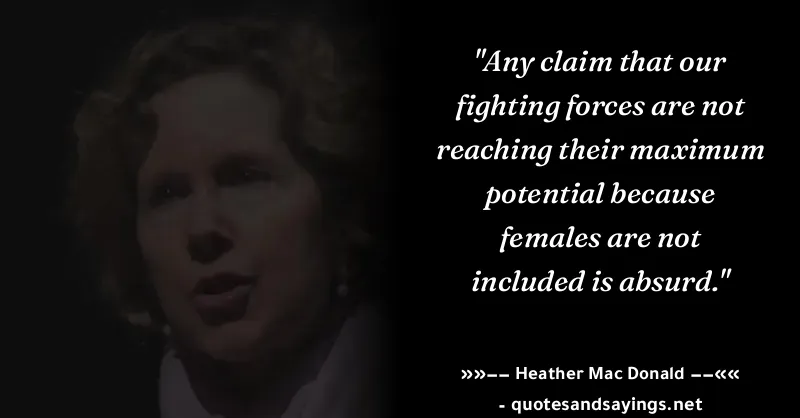 "Any claim that our
fighting forces are not
reaching their maximum
potential because
females are not
included is absurd."
»»−− Heather Mac Donald −−««
- quotesandsayings.net